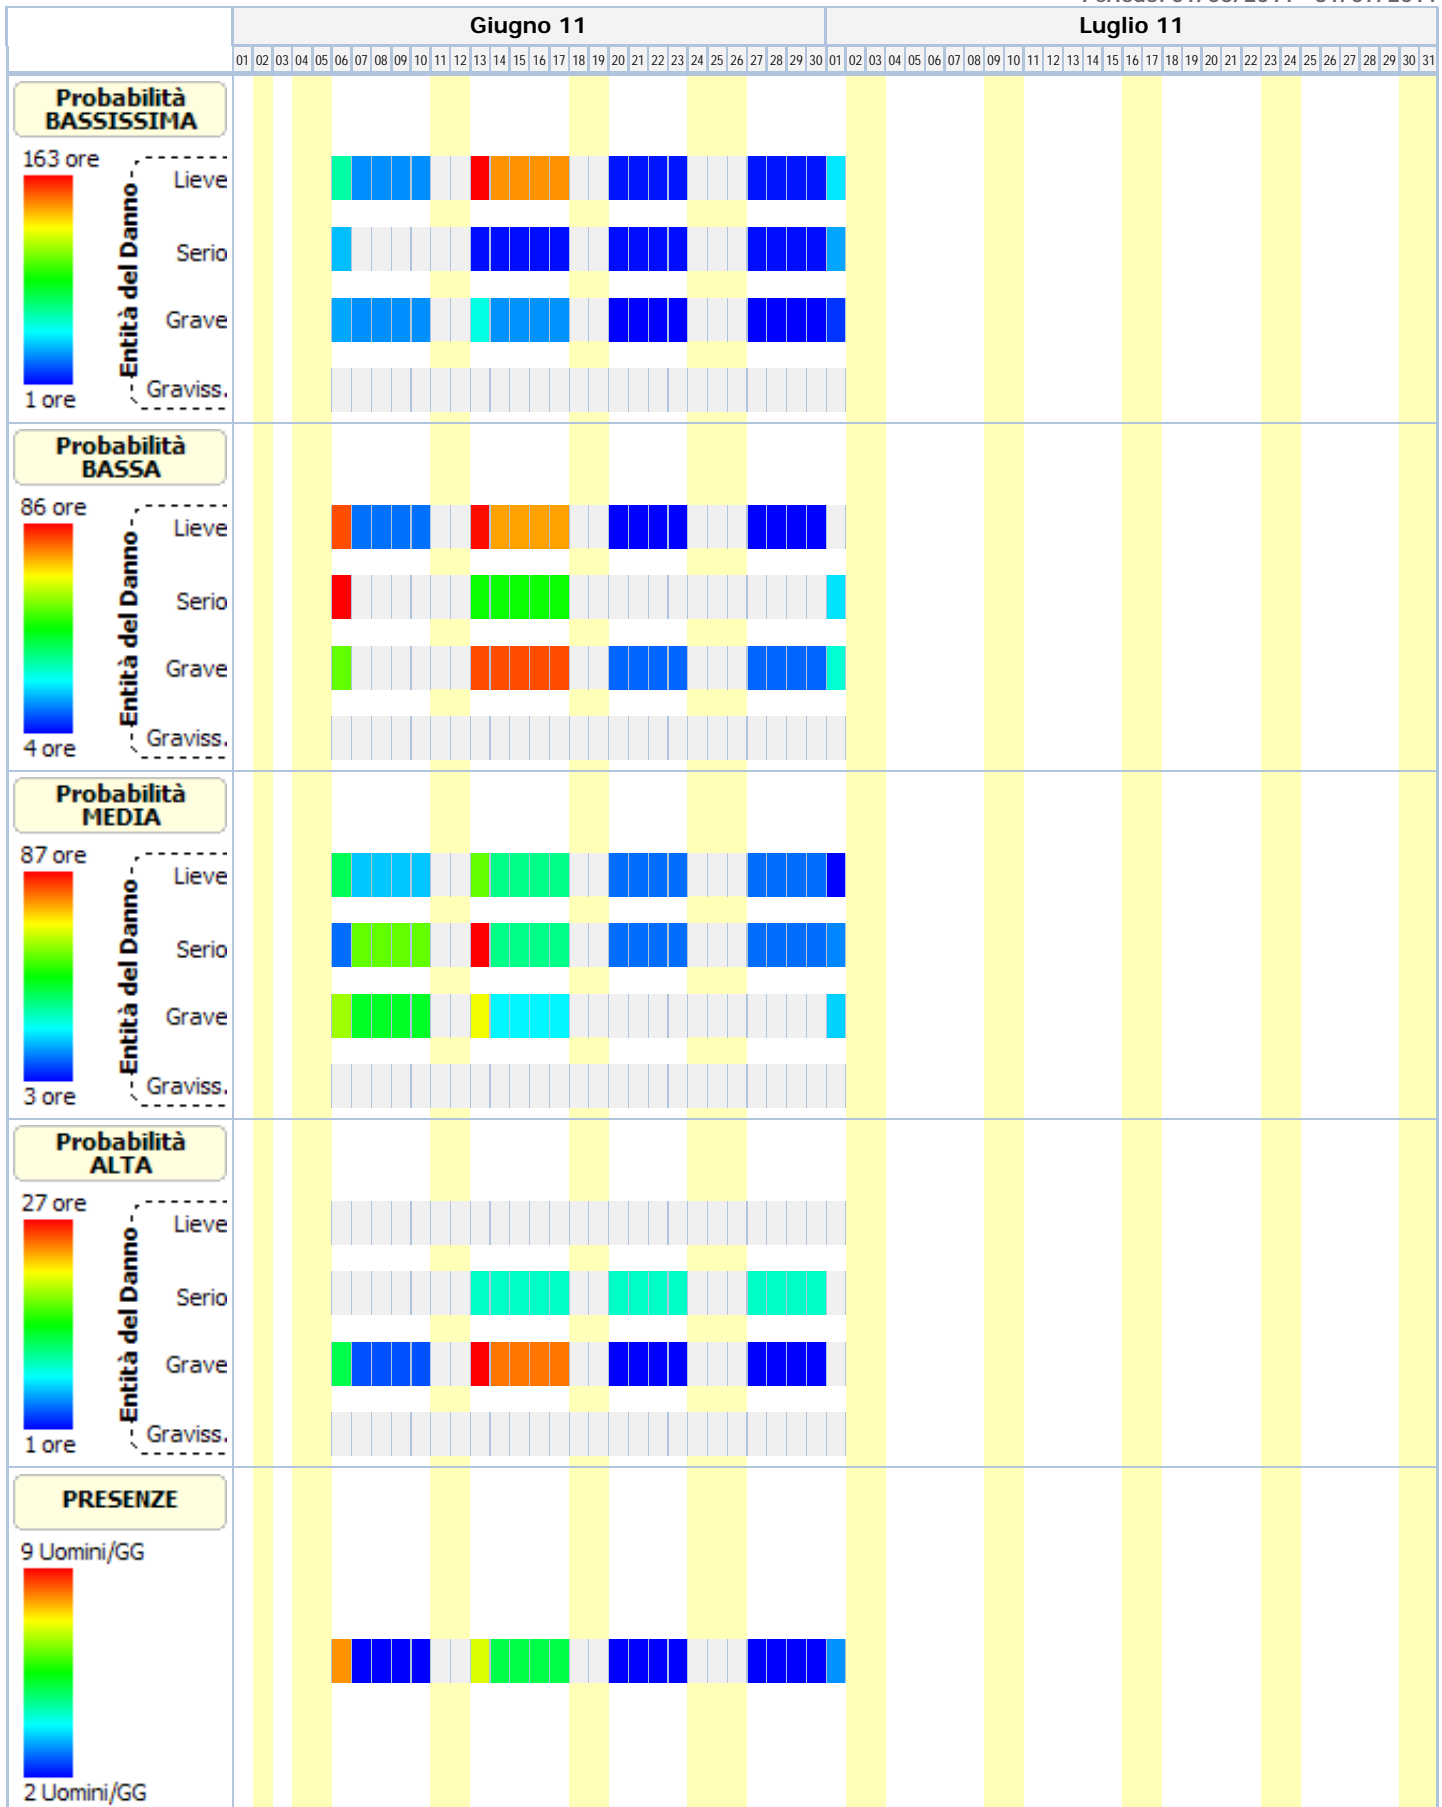 Giugno 11 Luglio 11
01 02 03 04 05 06 07 08 09 10 11 12 13 14 15 16 17 18 19 20 21 22 23 24 25 26 27 28 29 30 01 02 03 04 05 06 07 08 09 10 11 12 13 14 15 16 17 18 19 20 21 22 23 24 25 26 27 28 29 30 31
Probabilità
BASSISSIMA
163 ore
1 ore
Entità del Danno
Lieve
Serio
Grave
Graviss.
Probabilità
BASSA
86 ore
4 ore
Entità del Danno
Lieve
Serio
Grave
Graviss.
Probabilità
MEDIA
87 ore
3 ore
Entità del Danno
Lieve
Serio
Grave
Graviss.
Probabilità
ALTA
27 ore
1 ore
Entità del Danno
Lieve
Serio
Grave
Graviss.
PRESENZE
9 Uomini/GG
2 Uomini/GG